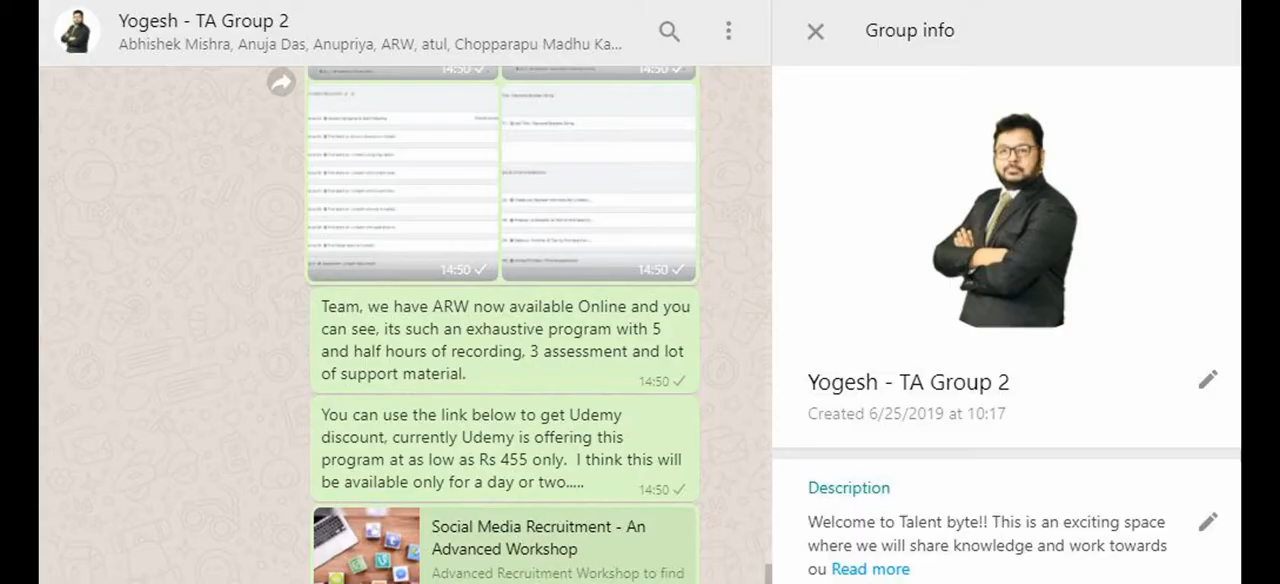 Yogesh - TA Group 2
Abhishek Mishra, Anuja Das, Anupriya, ARW, atul, Chopparapu Madhu Ka...
Group info
14:50
14:50
14:50
14:50
Team, we have ARW now available Online and you
can see, its such an exhaustive program with 5
and half hours of recording, 3 assessment and lot
of support material.
14:50
You can use the link below to get Udemy
discount, currently Udemy is offering this
program at as low as Rs 455 only. I think this will
be available only for a day or two.....
14:50
Social Media Recruitment - An
Advanced Workshop
Advanced Recruitment Workshop to find
Yogesh - TA Group 2
Created 6/25/2019 at 10:17
Description
Welcome to Talent byte!! This is an exciting space
where we will share knowledge and work towards
ou Read more